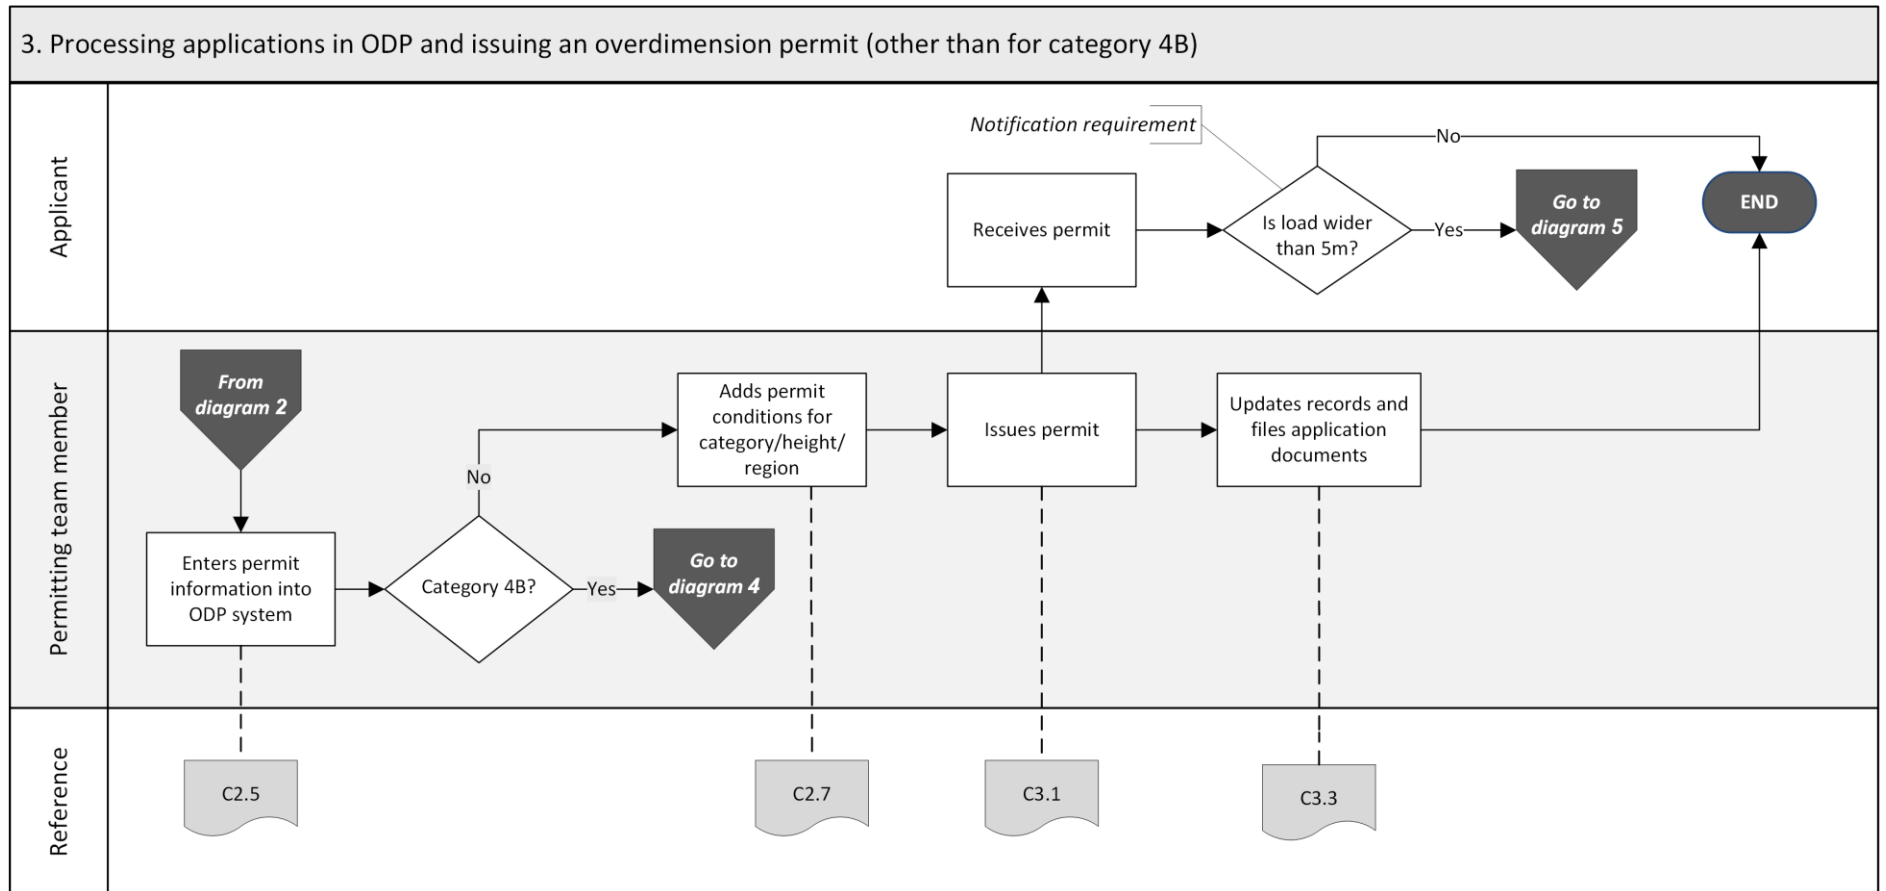 3. Processing applications in ODP and issuing an overdimension permit (other than for category 4B)
Applicant
Notification requirement
No
Receives permit
Is load wider
than 5m?
Yes
Go to
diagram 5
END
Permitting team member
From
diagram 2
Enters permit
information into
ODP system
Category 4B?
No
Yes
Go to
diagram 4
Adds permit
conditions for
category/height/
region
Issues permit
Updates records and
files application
documents
Reference
C2.5
C2.7
C3.1
C3.3